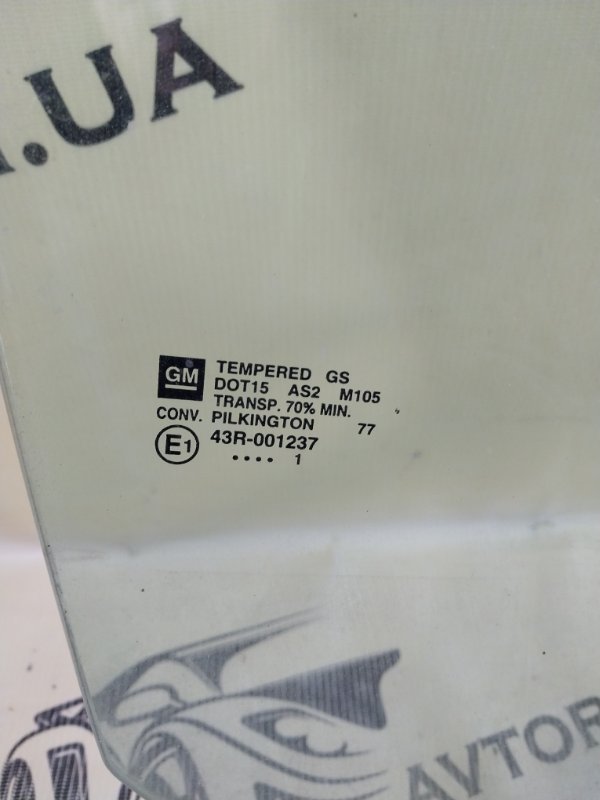 .UA
GM TEMPERED GS
DOT15 AS2 M105
TRANSP. 70% MIN.
CONV. PILKINGTON 77
E1 43R-001237
.... 1
AVTOR